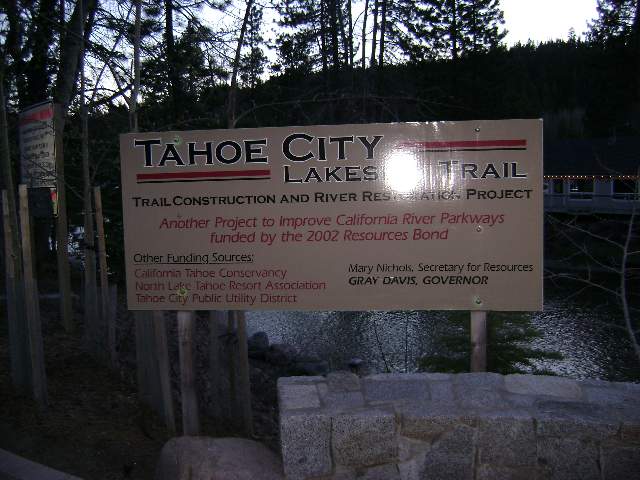 TAHOE CITY
LAKES TRAIL
TRAIL CONSTRUCTION AND RIVER RESTORATION PROJECT
Another Project to Improve California River Parkways
funded by the 2002 Resources Bond
Other Funding Sources:
California Tahoe Conservancy
North Lake Tahoe Resort Association
Tahoe City Public Utility District
Mary Nichols, Secretary for Resources
GRAY DAVIS, GOVERNOR